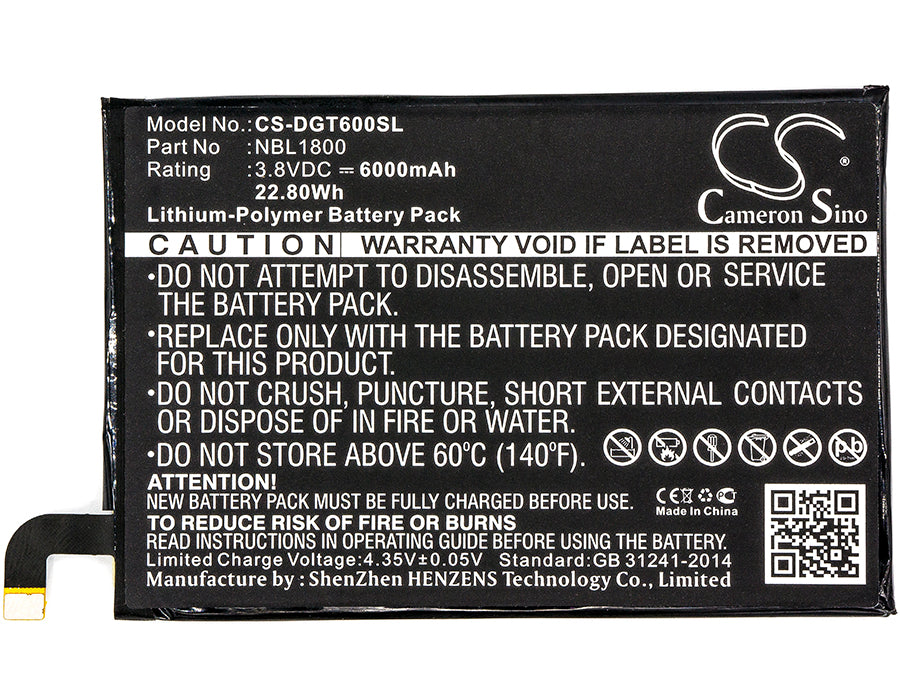 Model No.: CS-DGT600SL
Part No : NBL1800
Rating : 3.8VDC ⎓ 6000mAh
22.80Wh
Lithium-Polymer Battery Pack
CS
®
Cameron Sino
CAUTION WARRANTY VOID IF LABEL IS REMOVED
•DO NOT ATTEMPT TO DISASSEMBLE, OPEN OR SERVICE
THE BATTERY PACK.
•REPLACE ONLY WITH THE BATTERY PACK DESIGNATED
FOR THIS PRODUCT.
•DO NOT CRUSH, PUNCTURE, SHORT EXTERNAL CONTACTS
OR DISPOSE OF IN FIRE OR WATER.
•DO NOT STORE ABOVE 60°C (140°F).
Pb
ATTENTION!
NEW BATTERY PACK MUST BE FULLY CHARGED BEFORE USE.
TO REDUCE RISK OF FIRE OR BURNS
READ INSTRUCTIONS IN OPERATING GUIDE BEFORE USE.
CE
Made In China
Limited Charge Voltage: 4.35V±0.05V Standard: GB 31241-2014
Manufacture by : ShenZhen HENZENS Technology Co., Limited